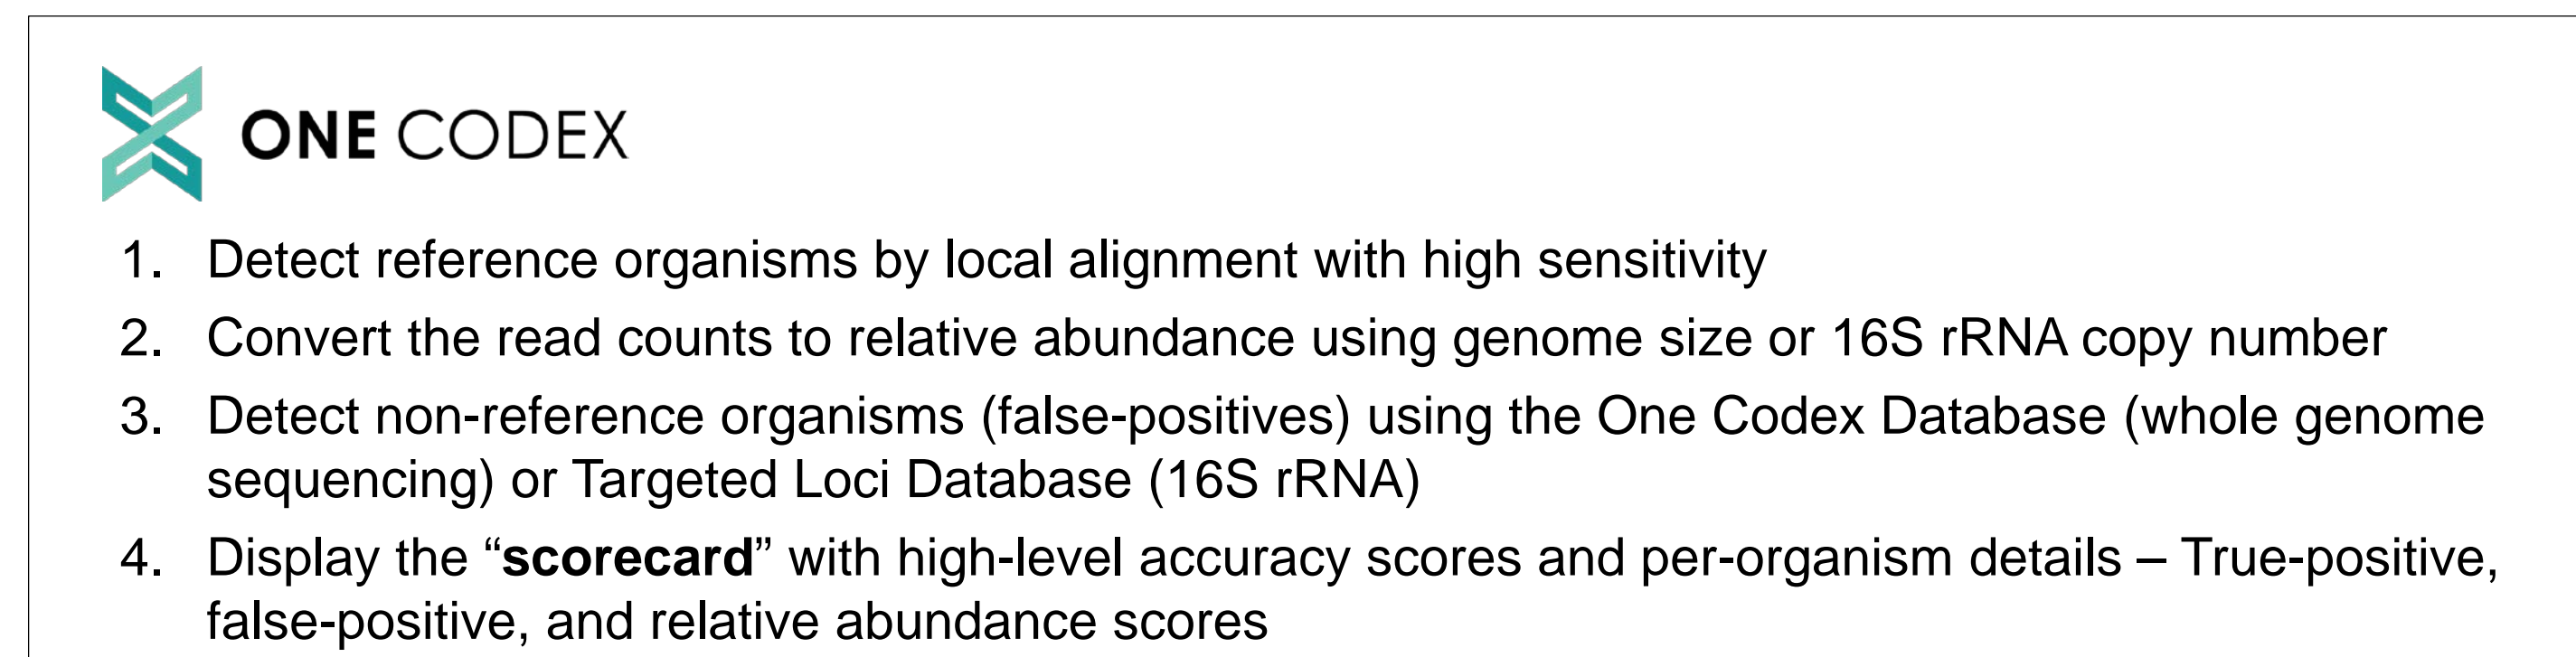 ONE CODEX
1. Detect reference organisms by local alignment with high sensitivity
2. Convert the read counts to relative abundance using genome size or 16S rRNA copy number
3. Detect non-reference organisms (false-positives) using the One Codex Database (whole genome
sequencing) or Targeted Loci Database (16S rRNA)
4. Display the “scorecard” with high-level accuracy scores and per-organism details – True-positive,
false-positive, and relative abundance scores